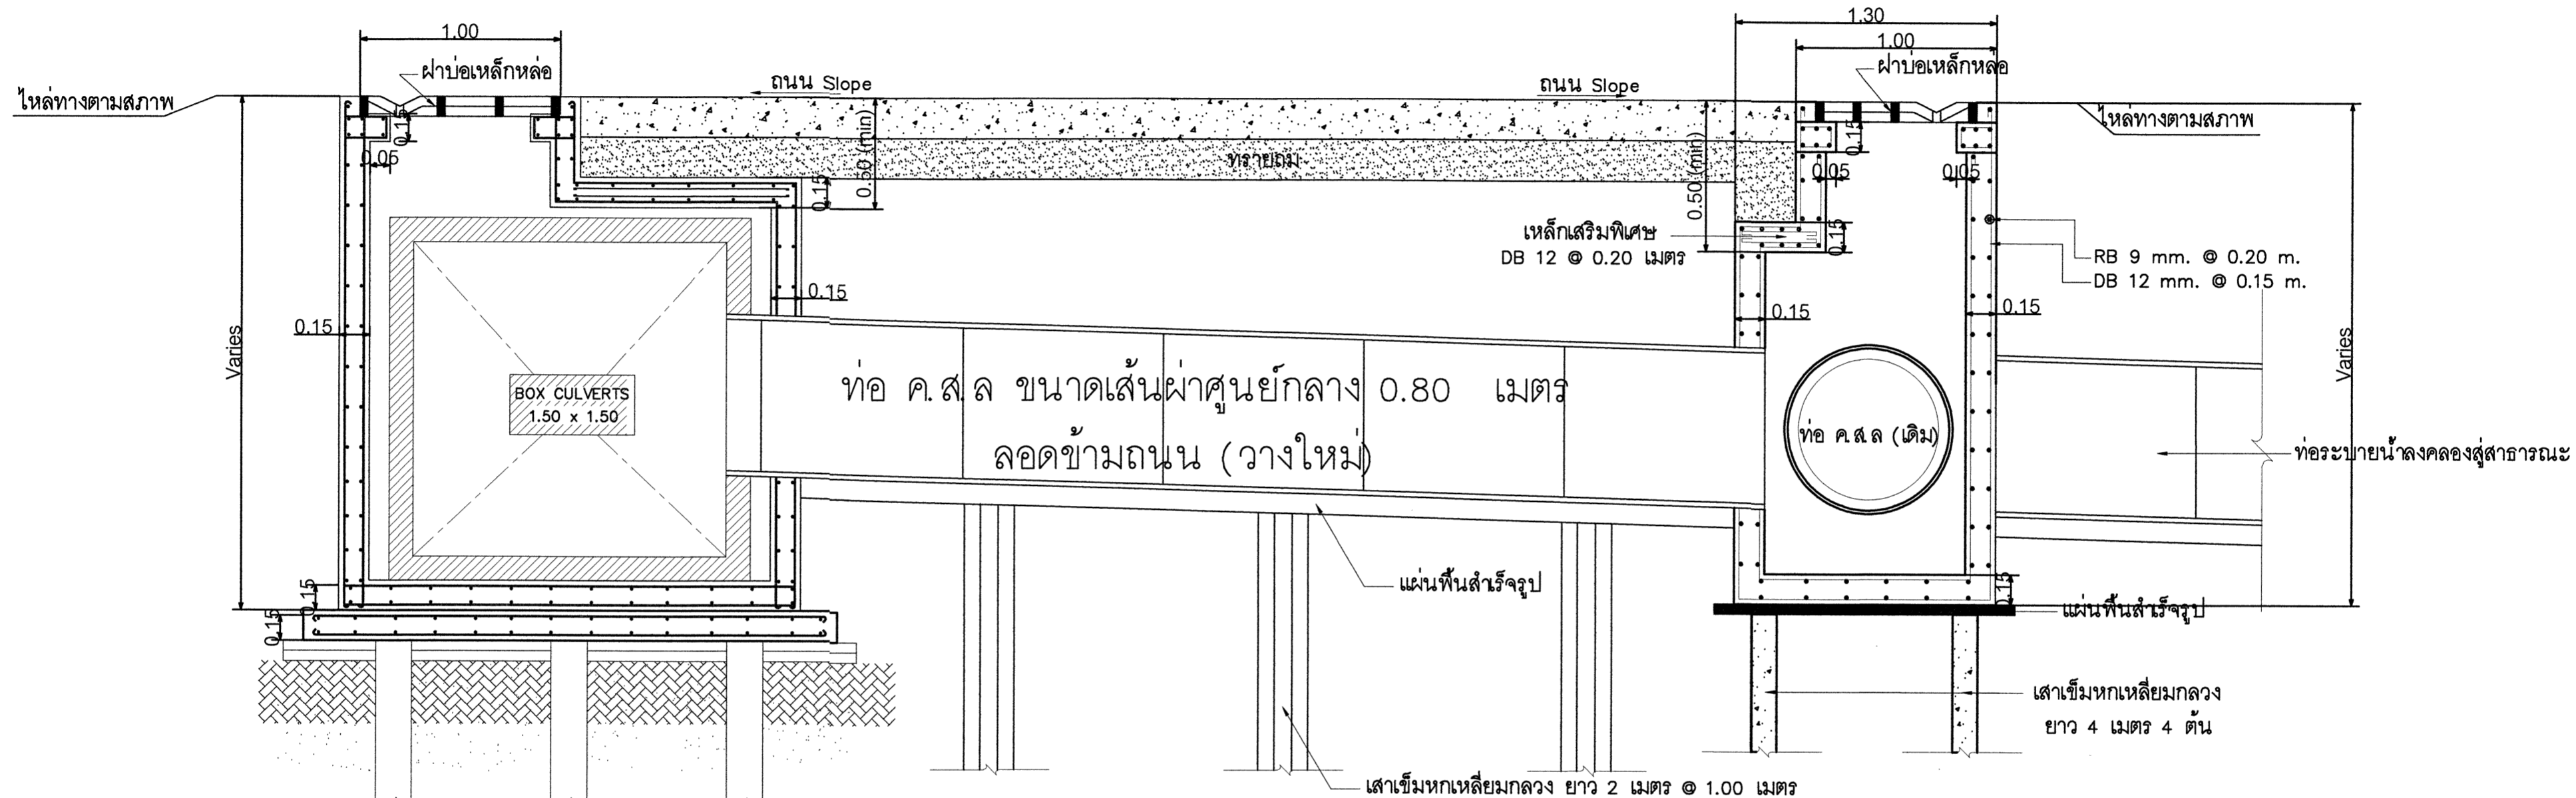 1.00
1.30
1.00
ฝาบ่อเหล็กหล่อ
ถนน Slope
ถนน Slope
ฝาบ่อเหล็กหล่อ
ไหล่ทางตามสภาพ
ไหล่ทางตามสภาพ
0.15
0.05
0.50 (min)
0.15
ทรายถม
0.50 (min)
0.15
0.05
0.05
0.15
เหล็กเสริมพิเศษ
DB 12 @ 0.20 เมตร
RB 9 mm. @ 0.20 m.
DB 12 mm. @ 0.15 m.
0.15
0.15
0.15
0.15
Varies
Varies
BOX CULVERTS
1.50 x 1.50
ท่อ ค.ส.ล ขนาดเส้นผ่าศูนย์กลาง 0.80 เมตร
ลอดข้ามถนน (วางใหม่)
ท่อ ค.ส.ล (เดิม)
ท่อระบายน้ำลงคลองสู่สาธารณะ
0.15
0.15
0.15
แผ่นพื้นสำเร็จรูป
แผ่นพื้นสำเร็จรูป
เสาเข็มหกเหลี่ยมกลวง
ยาว 4 เมตร 4 ต้น
เสาเข็มหกเหลี่ยมกลวง ยาว 2 เมตร @ 1.00 เมตร